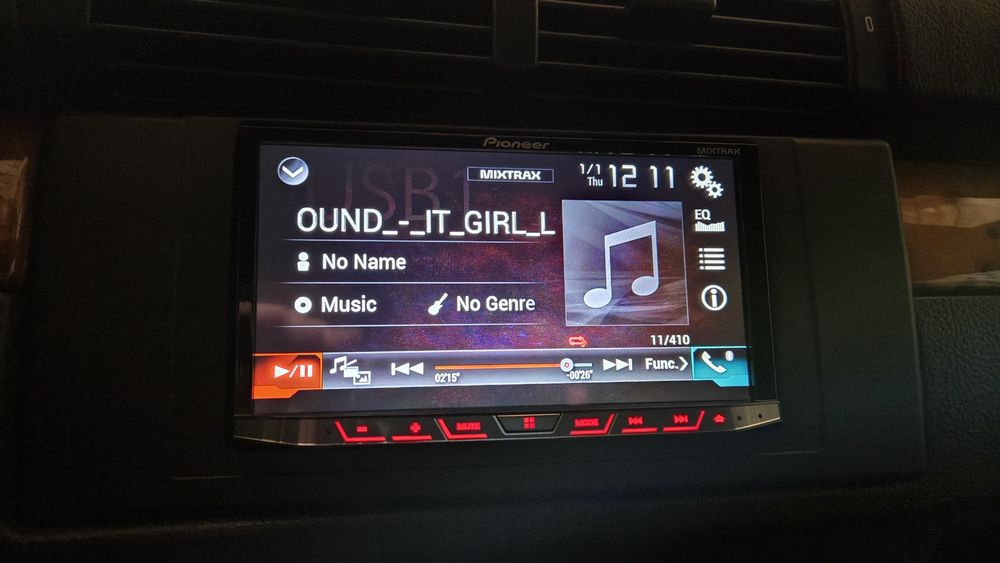 Pioneer
MIXTRAX
USB1
MIXTRAX
1/1
Thu
12 11
OUND_-_IT_GIRL_L
EQ
No Name
Music
No Genre
11/410
02'15"
-00'26"
Func.
MUTE
MODE